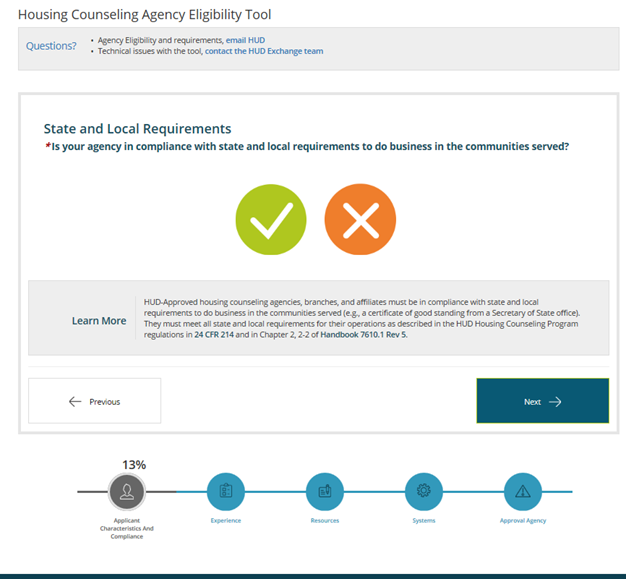 Housing Counseling Agency Eligibility Tool
Questions?
• Agency Eligibility and requirements, email HUD
• Technical issues with the tool, contact the HUD Exchange team
State and Local Requirements
*Is your agency in compliance with state and local requirements to do business in the communities served?
Learn More
HUD-Approved housing counseling agencies, branches, and affiliates must be in compliance with state and local
requirements to do business in the communities served (e.g., a certificate of good standing from a Secretary of State office).
They must meet all state and local requirements for their operations as described in the HUD Housing Counseling Program
regulations in 24 CFR 214 and in Chapter 2, 2-2 of Handbook 7610.1 Rev 5.
Previous
Next
13%
Applicant
Characteristics And
Compliance
Experience
Resources
Systems
Approval Agency